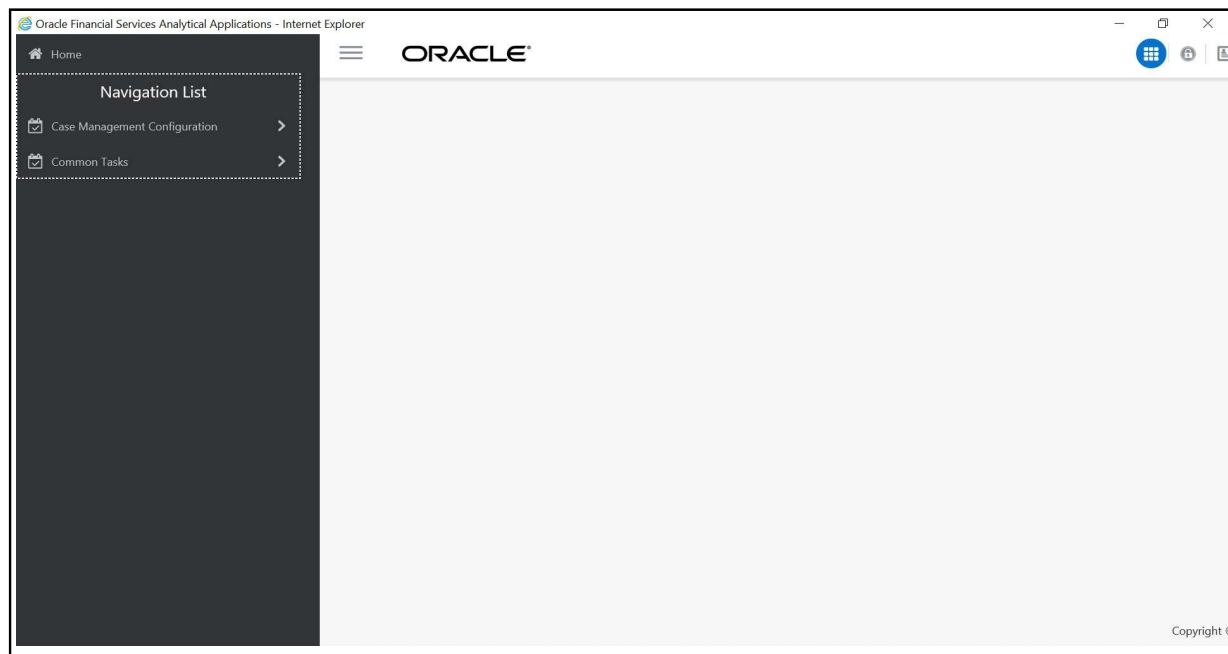 Oracle Financial Services Analytical Applications - Internet Explorer
Home
ORACLE®
Navigation List
Case Management Configuration
Common Tasks
Copyright ©